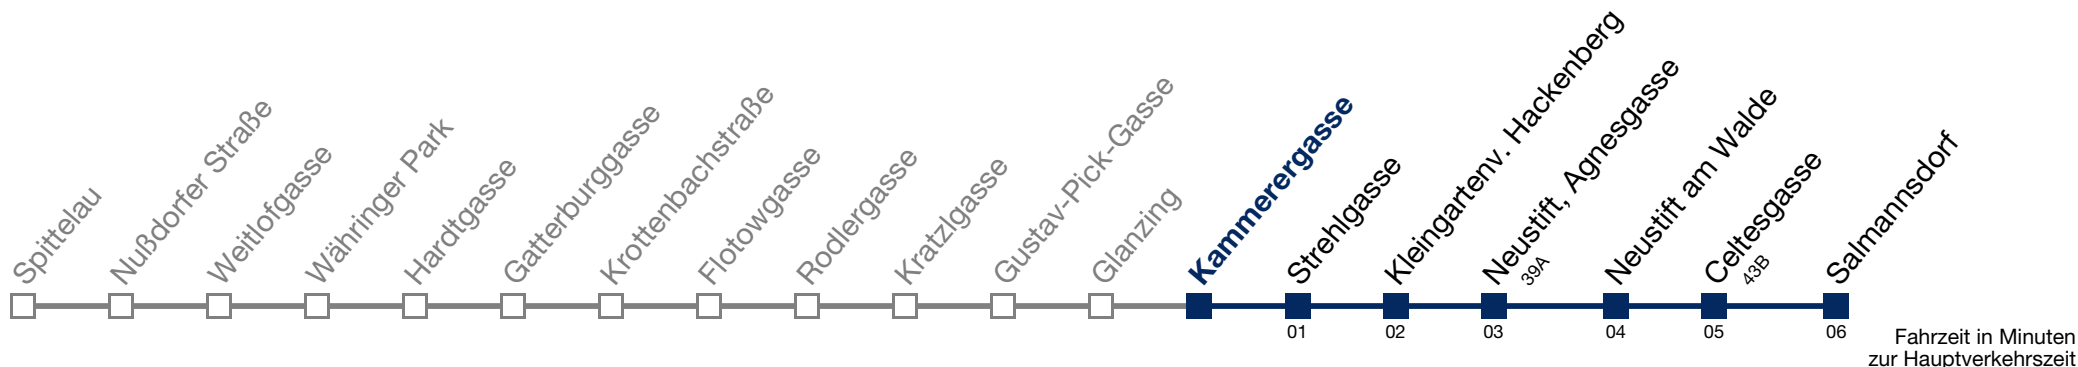 Spittelau
Nußdorfer Straße
Weitlofgasse
Währinger Park
Hardtgasse
Gatterburggasse
Krottenbachstraße
Flotowgasse
Rodlergasse
Kratzlgasse
Gustav-Pick-Gasse
Glanzing
Kammerergasse
Strehlgasse
Kleingartenv. Hackenberg
Neustift, Agnesgasse
39A
Neustift am Walde
Celtesgasse
43B
Salmannsdorf
01
02
03
04
05
06
Fahrzeit in Minuten
zur Hauptverkehrszeit